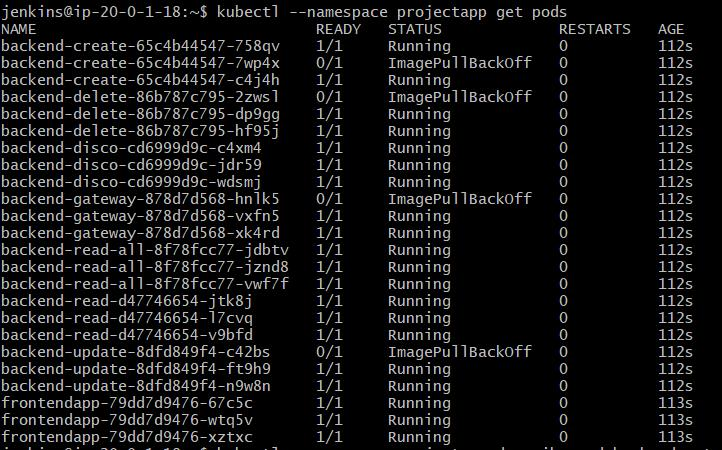 jenkins@ip-20-0-1-18:~$ kubectl --namespace projectapp get pods
NAME READY STATUS RESTARTS AGE
backend-create-65c4b44547-758qv 1/1 Running 0 112s
backend-create-65c4b44547-7wp4x 0/1 ImagePullBackOff 0 112s
backend-create-65c4b44547-c4j4h 1/1 Running 0 112s
backend-delete-86b787c795-2zwsl 0/1 ImagePullBackOff 0 112s
backend-delete-86b787c795-dp9gg 1/1 Running 0 112s
backend-delete-86b787c795-hf95j 1/1 Running 0 112s
backend-disco-cd6999d9c-c4xm4 1/1 Running 0 112s
backend-disco-cd6999d9c-jdr59 1/1 Running 0 112s
backend-disco-cd6999d9c-wdsmj 1/1 Running 0 112s
backend-gateway-878d7d568-hnlk5 0/1 ImagePullBackOff 0 112s
backend-gateway-878d7d568-vxfn5 1/1 Running 0 112s
backend-gateway-878d7d568-xk4rd 1/1 Running 0 112s
backend-read-all-8f78fcc77-jdbtv 1/1 Running 0 112s
backend-read-all-8f78fcc77-jznd8 1/1 Running 0 112s
backend-read-all-8f78fcc77-vwf7f 1/1 Running 0 112s
backend-read-d47746654-jtk8j 1/1 Running 0 112s
backend-read-d47746654-l7cvq 1/1 Running 0 112s
backend-read-d47746654-v9bfd 1/1 Running 0 112s
backend-update-8dfd849f4-c42bs 0/1 ImagePullBackOff 0 112s
backend-update-8dfd849f4-ft9h9 1/1 Running 0 112s
backend-update-8dfd849f4-n9w8n 1/1 Running 0 112s
frontendapp-79dd7d9476-67c5c 1/1 Running 0 113s
frontendapp-79dd7d9476-wtq5v 1/1 Running 0 113s
frontendapp-79dd7d9476-xztxc 1/1 Running 0 113s
jenkins@ip-20-0-1-18:~$ kubectl